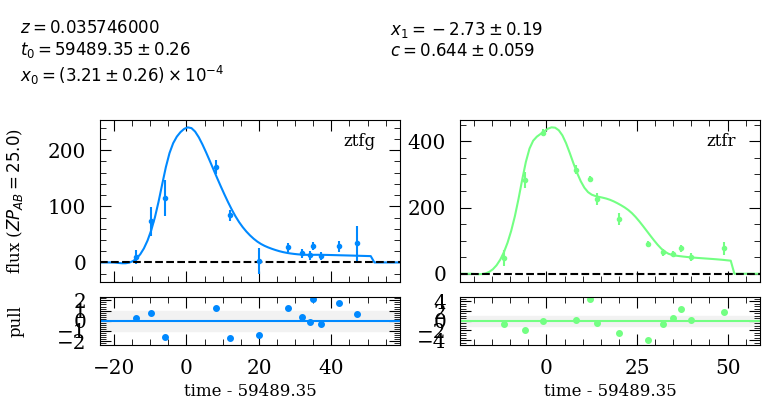 z = 0.035746000
t₀ = 59489.35 ± 0.26
x₀ = (3.21 ± 0.26) × 10⁻⁴
x₁ = −2.73 ± 0.19
c = 0.644 ± 0.059
flux (ZP_AB = 25.0)
200
100
0
ztfg
400
200
0
ztfr
pull
2
1
0
−1
−2
−20
0
20
40
time - 59489.35
4
2
0
−2
−4
0
50
time - 59489.35